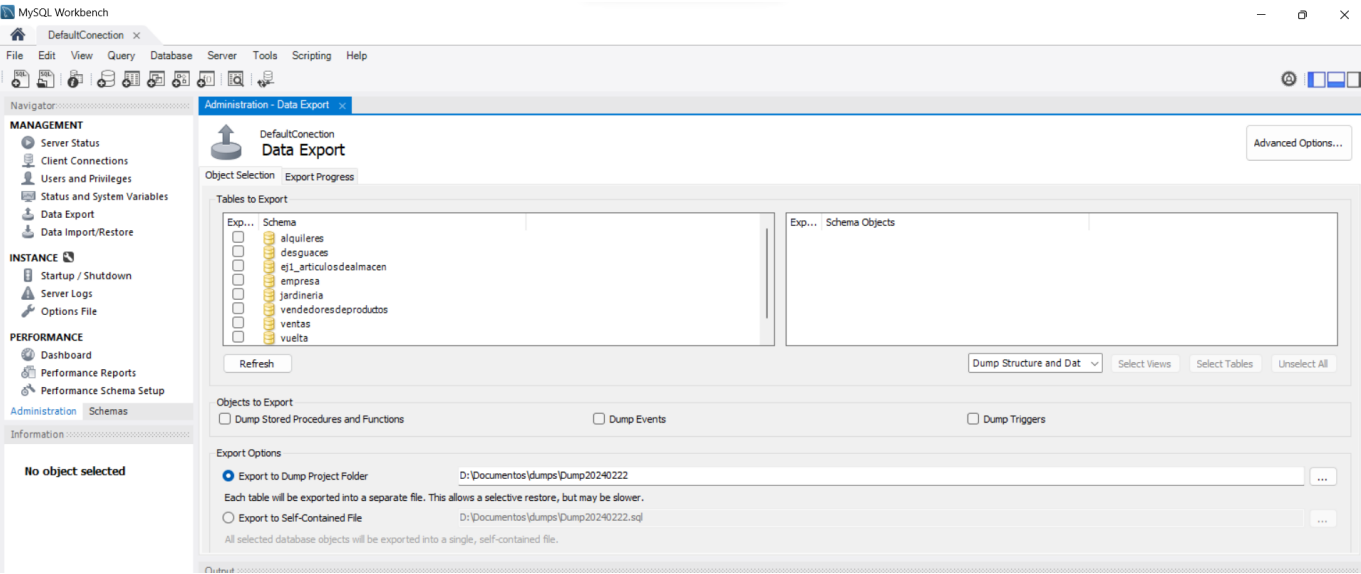 MySQL Workbench
DefaultConection
File Edit View Query Database Server Tools Scripting Help
Navigator
MANAGEMENT
Server Status
Client Connections
Users and Privileges
Status and System Variables
Data Export
Data Import/Restore
INSTANCE
Startup / Shutdown
Server Logs
Options File
PERFORMANCE
Dashboard
Performance Reports
Performance Schema Setup
Administration Schemas
Information
No object selected
Administration - Data Export
DefaultConection
Data Export
Advanced Options...
Object Selection Export Progress
Tables to Export
Exp... Schema
alquileres
desguaces
ej1_articulosdealmacen
empresa
jardineria
vendedoresdeproductos
ventas
vuelta
Exp... Schema Objects
Refresh
Dump Structure and Dat
Select Views
Select Tables
Unselect All
Objects to Export
Dump Stored Procedures and Functions
Dump Events
Dump Triggers
Export Options
Export to Dump Project Folder D:\Documentos\dumps\Dump20240222 ...
Each table will be exported into a separate file. This allows a selective restore, but may be slower.
Export to Self-Contained File D:\Documentos\dumps\Dump20240222.sql ...
All selected database objects will be exported into a single, self-contained file.
Output